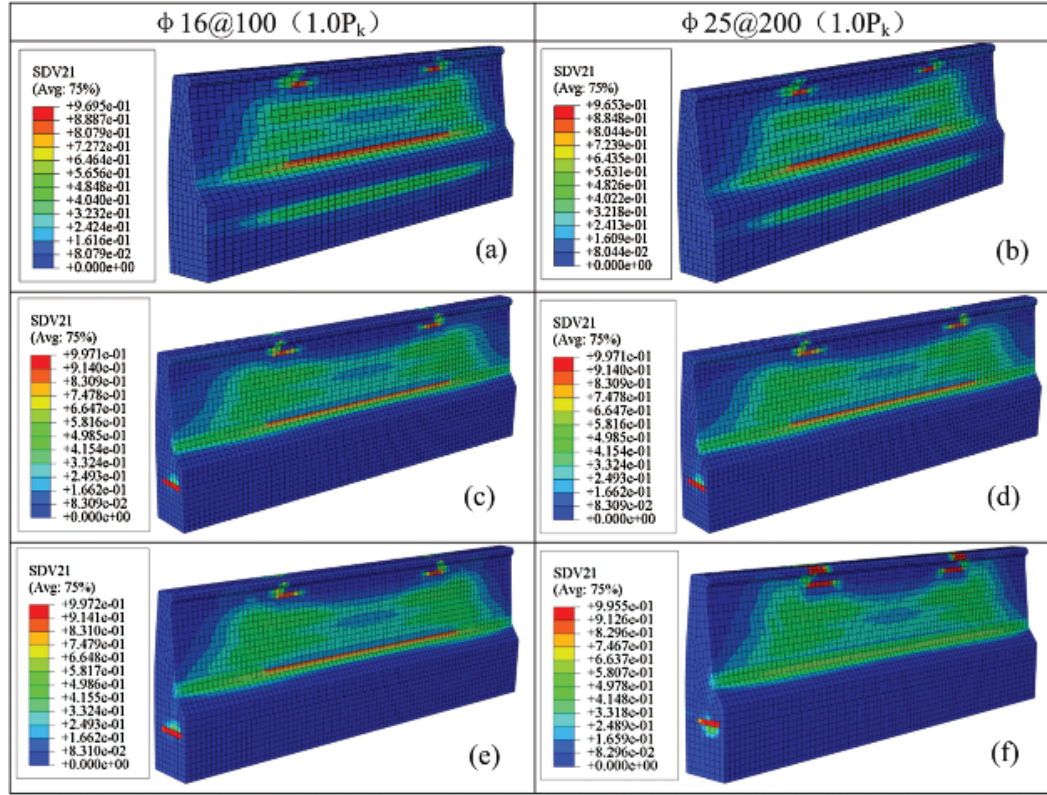 ϕ16@100（1.0Pₖ）
ϕ25@200（1.0Pₖ）
SDV21
(Avg: 75%)
+9.695e-01
+8.887e-01
+8.079e-01
+7.272e-01
+6.464e-01
+5.656e-01
+4.848e-01
+4.040e-01
+3.232e-01
+2.424e-01
+1.616e-01
+8.079e-02
+0.000e+00
(a)
SDV21
(Avg: 75%)
+9.653e-01
+8.848e-01
+8.044e-01
+7.239e-01
+6.435e-01
+5.631e-01
+4.826e-01
+4.022e-01
+3.218e-01
+2.413e-01
+1.609e-01
+8.044e-02
+0.000e+00
(b)
SDV21
(Avg: 75%)
+9.971e-01
+9.140e-01
+8.309e-01
+7.478e-01
+6.647e-01
+5.816e-01
+4.985e-01
+4.154e-01
+3.324e-01
+2.493e-01
+1.662e-01
+8.309e-02
+0.000e+00
(c)
SDV21
(Avg: 75%)
+9.971e-01
+9.140e-01
+8.309e-01
+7.478e-01
+6.647e-01
+5.816e-01
+4.985e-01
+4.154e-01
+3.324e-01
+2.493e-01
+1.662e-01
+8.309e-02
+0.000e+00
(d)
SDV21
(Avg: 75%)
+9.972e-01
+9.141e-01
+8.310e-01
+7.479e-01
+6.648e-01
+5.817e-01
+4.986e-01
+4.155e-01
+3.324e-01
+2.493e-01
+1.662e-01
+8.310e-02
+0.000e+00
(e)
SDV21
(Avg: 75%)
+9.955e-01
+9.126e-01
+8.296e-01
+7.467e-01
+6.637e-01
+5.807e-01
+4.978e-01
+4.148e-01
+3.318e-01
+2.489e-01
+1.659e-01
+8.296e-02
+0.000e+00
(f)